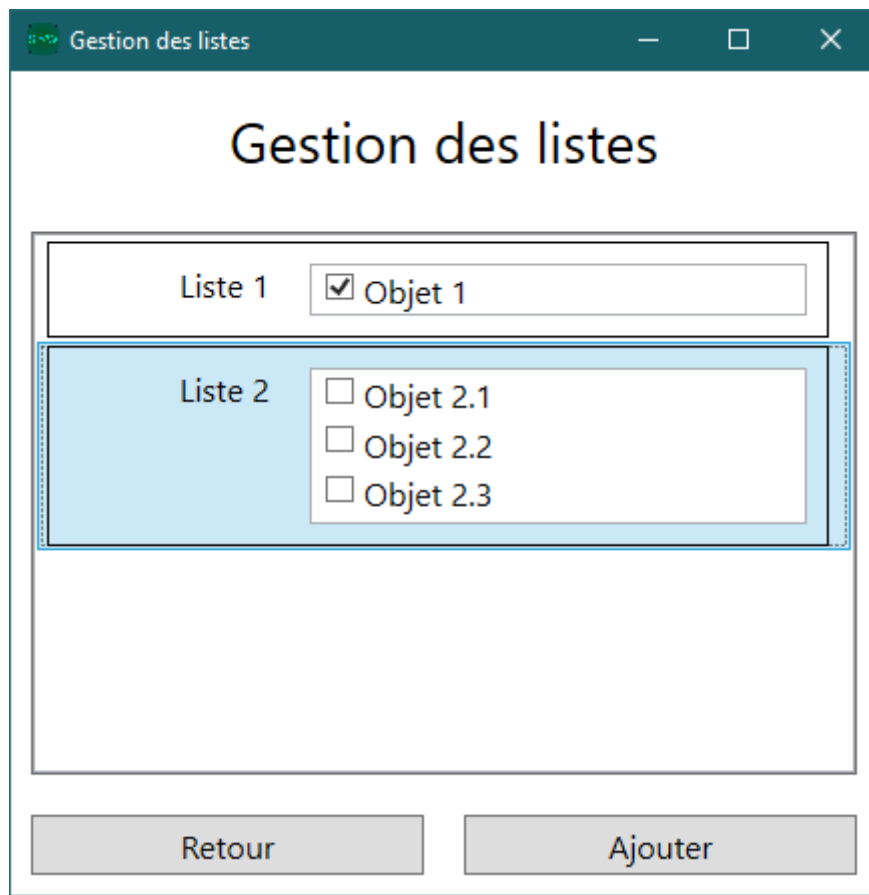 Gestion des listes
Gestion des listes
Liste 1
Objet 1
Liste 2
Objet 2.1
Objet 2.2
Objet 2.3
Retour
Ajouter